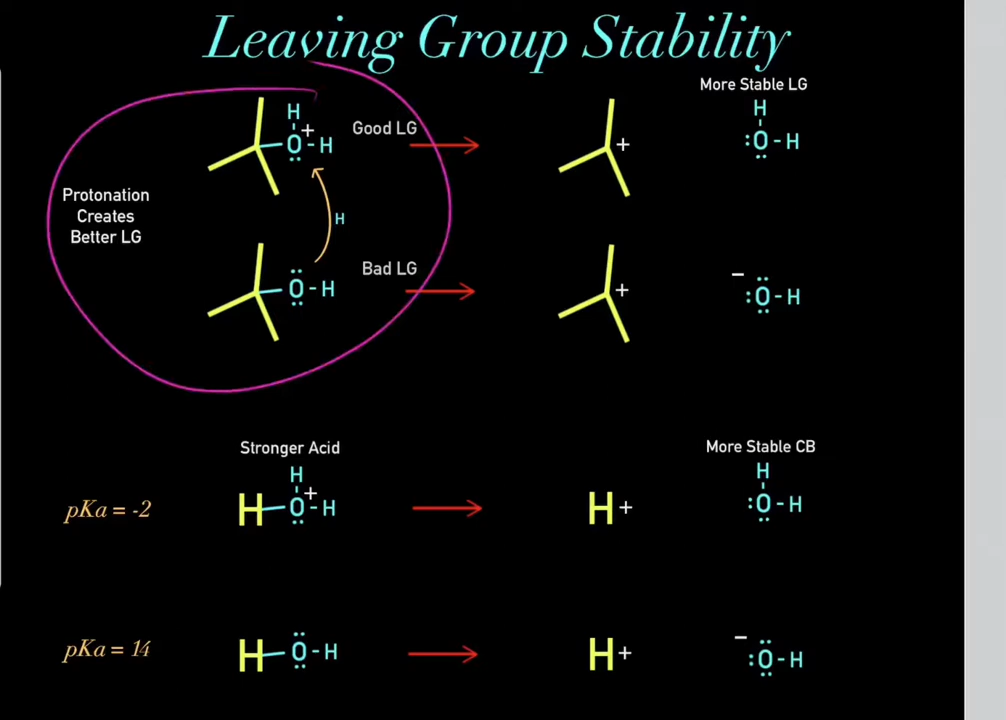 Leaving Group Stability
More Stable LG
H
H
O - H
+
Good LG
+
:O - H
Protonation
Creates
Better LG
H
O - H
Bad LG
+
−
:O - H
Stronger Acid
More Stable CB
H
H
pKa = -2
H O - H
+
H +
:O - H
pKa = 14
H O - H
H +
−
:O - H